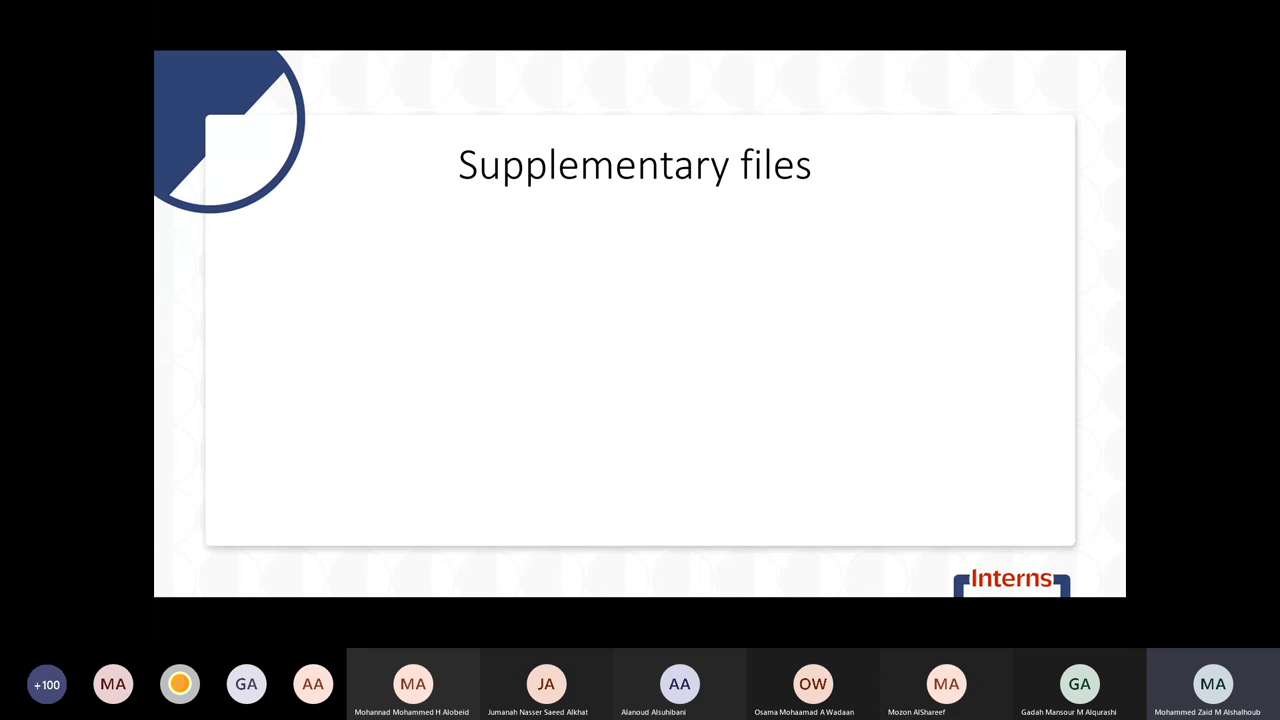 Supplementary files
Interns
+100
MA
GA
AA
MA
JA
AA
OW
MA
GA
MA
Mohannad Mohammed H Alobeid
Jumanah Nasser Saeed Alkhat
Alanoud Alsuhibani
Osama Mohaamad A Wadaan
Mozon AlShareef
Gadah Mansour M Alqurashi
Mohammed Zaid M Alshalhoub